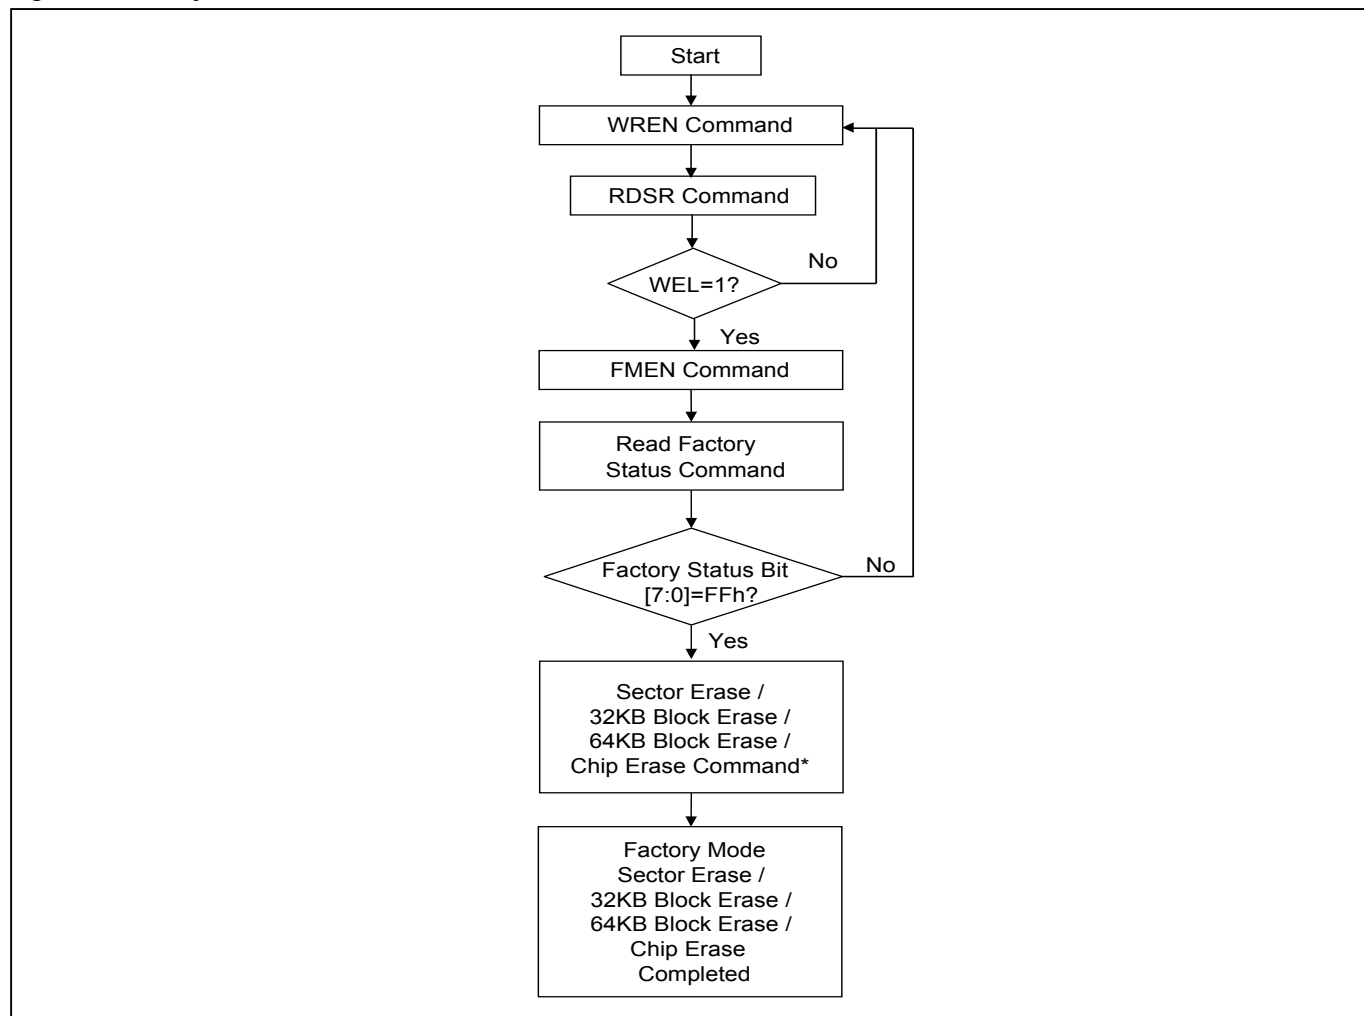 Start
WREN Command
RDSR Command
No
WEL=1?
Yes
FMEN Command
Read Factory
Status Command
No
Factory Status Bit
[7:0]=FFh?
Yes
Sector Erase /
32KB Block Erase /
64KB Block Erase /
Chip Erase Command*
Factory Mode
Sector Erase /
32KB Block Erase /
64KB Block Erase /
Chip Erase
Completed